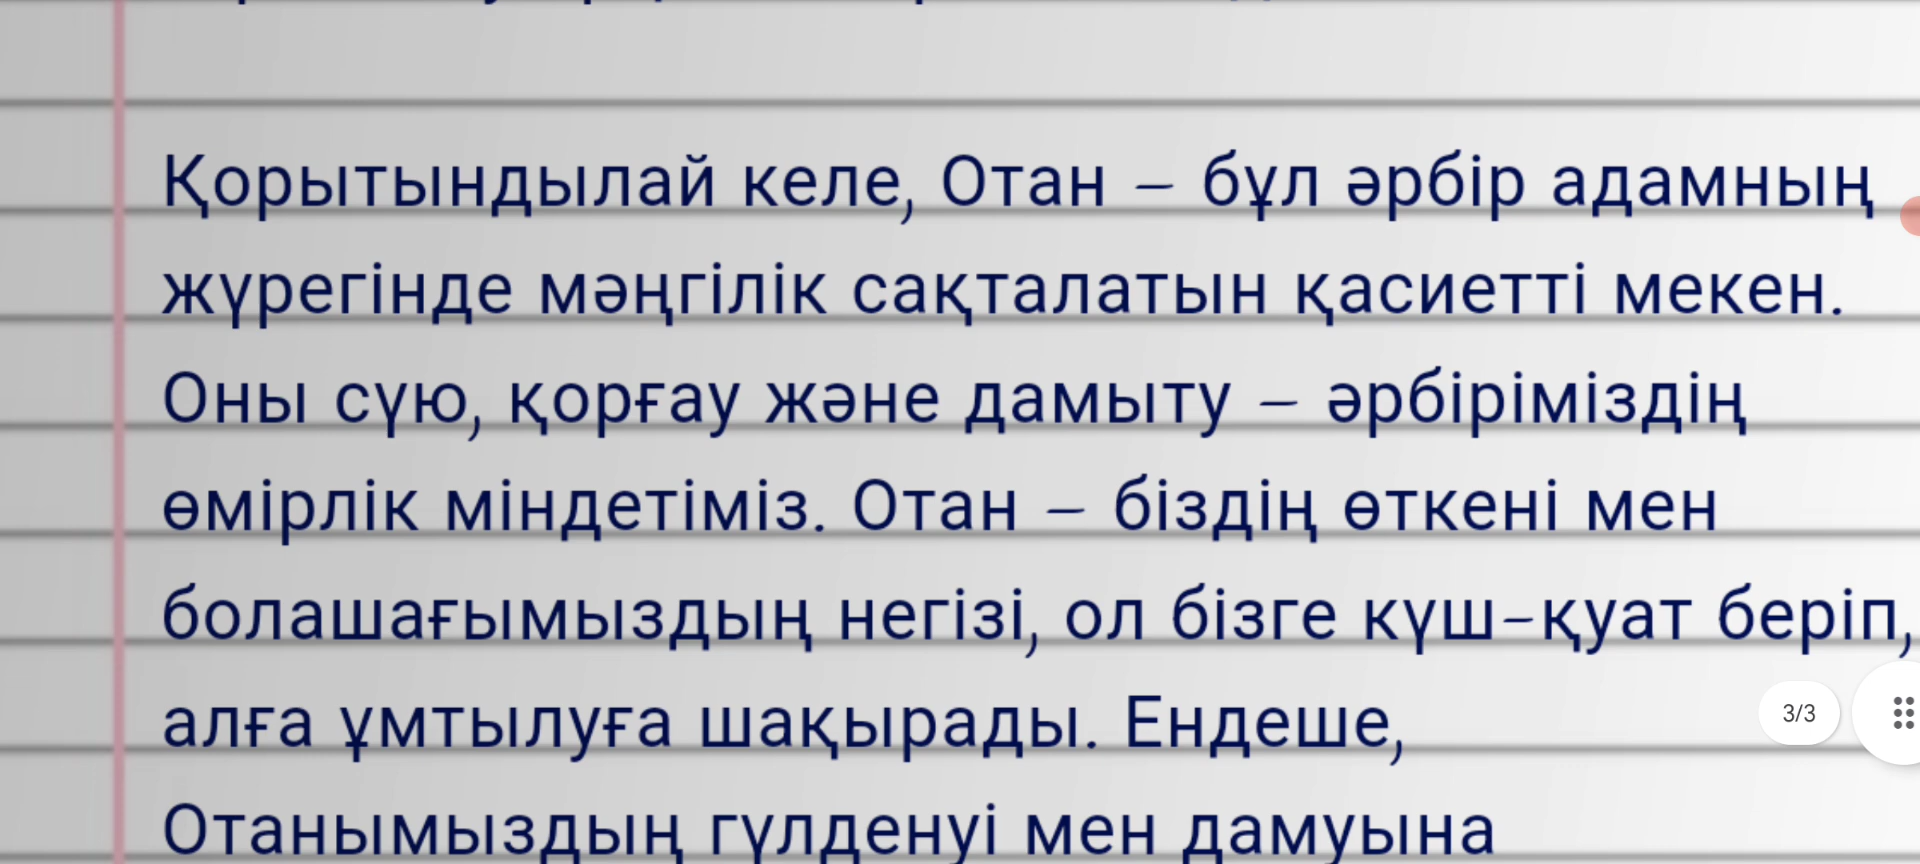 Қорытындылай келе, Отан – бұл әрбір адамның
жүрегінде мәңгілік сақталатын қасиетті мекен.
Оны сүю, қорғау және дамыту – әрбіріміздің
өмірлік міндетіміз. Отан – біздің өткені мен
болашағымыздың негізі, ол бізге күш-қуат беріп,
алға ұмтылуға шақырады. Ендеше,
3/3
Отанымыздың гүлденуі мен дамуына